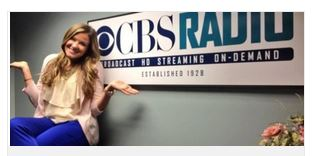 CBS RADIO
BROADCAST HD STREAMING ON-DEMAND
ESTABLISHED 1928